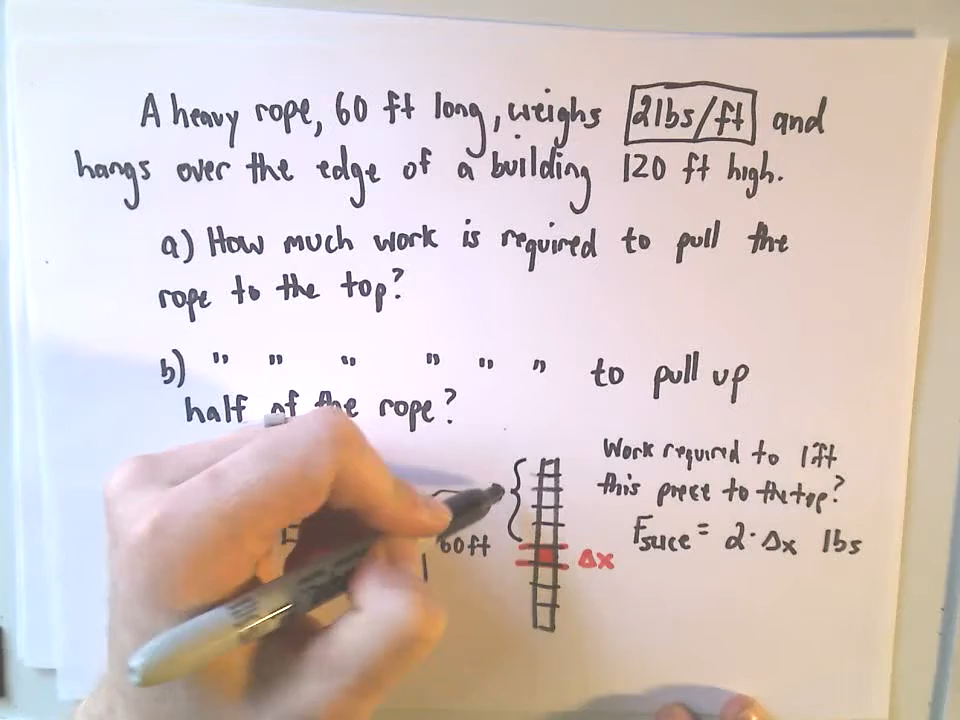 A heavy rope, 60 ft long, weighs 2lbs/ft and
hangs over the edge of a building 120 ft high.
a) How much work is required to pull the
rope to the top?
b) " " " " " " to pull up
half of the rope?
Work required to lift
this piece to the top?
Fslice = 2 · Δx lbs
60ft
Δx